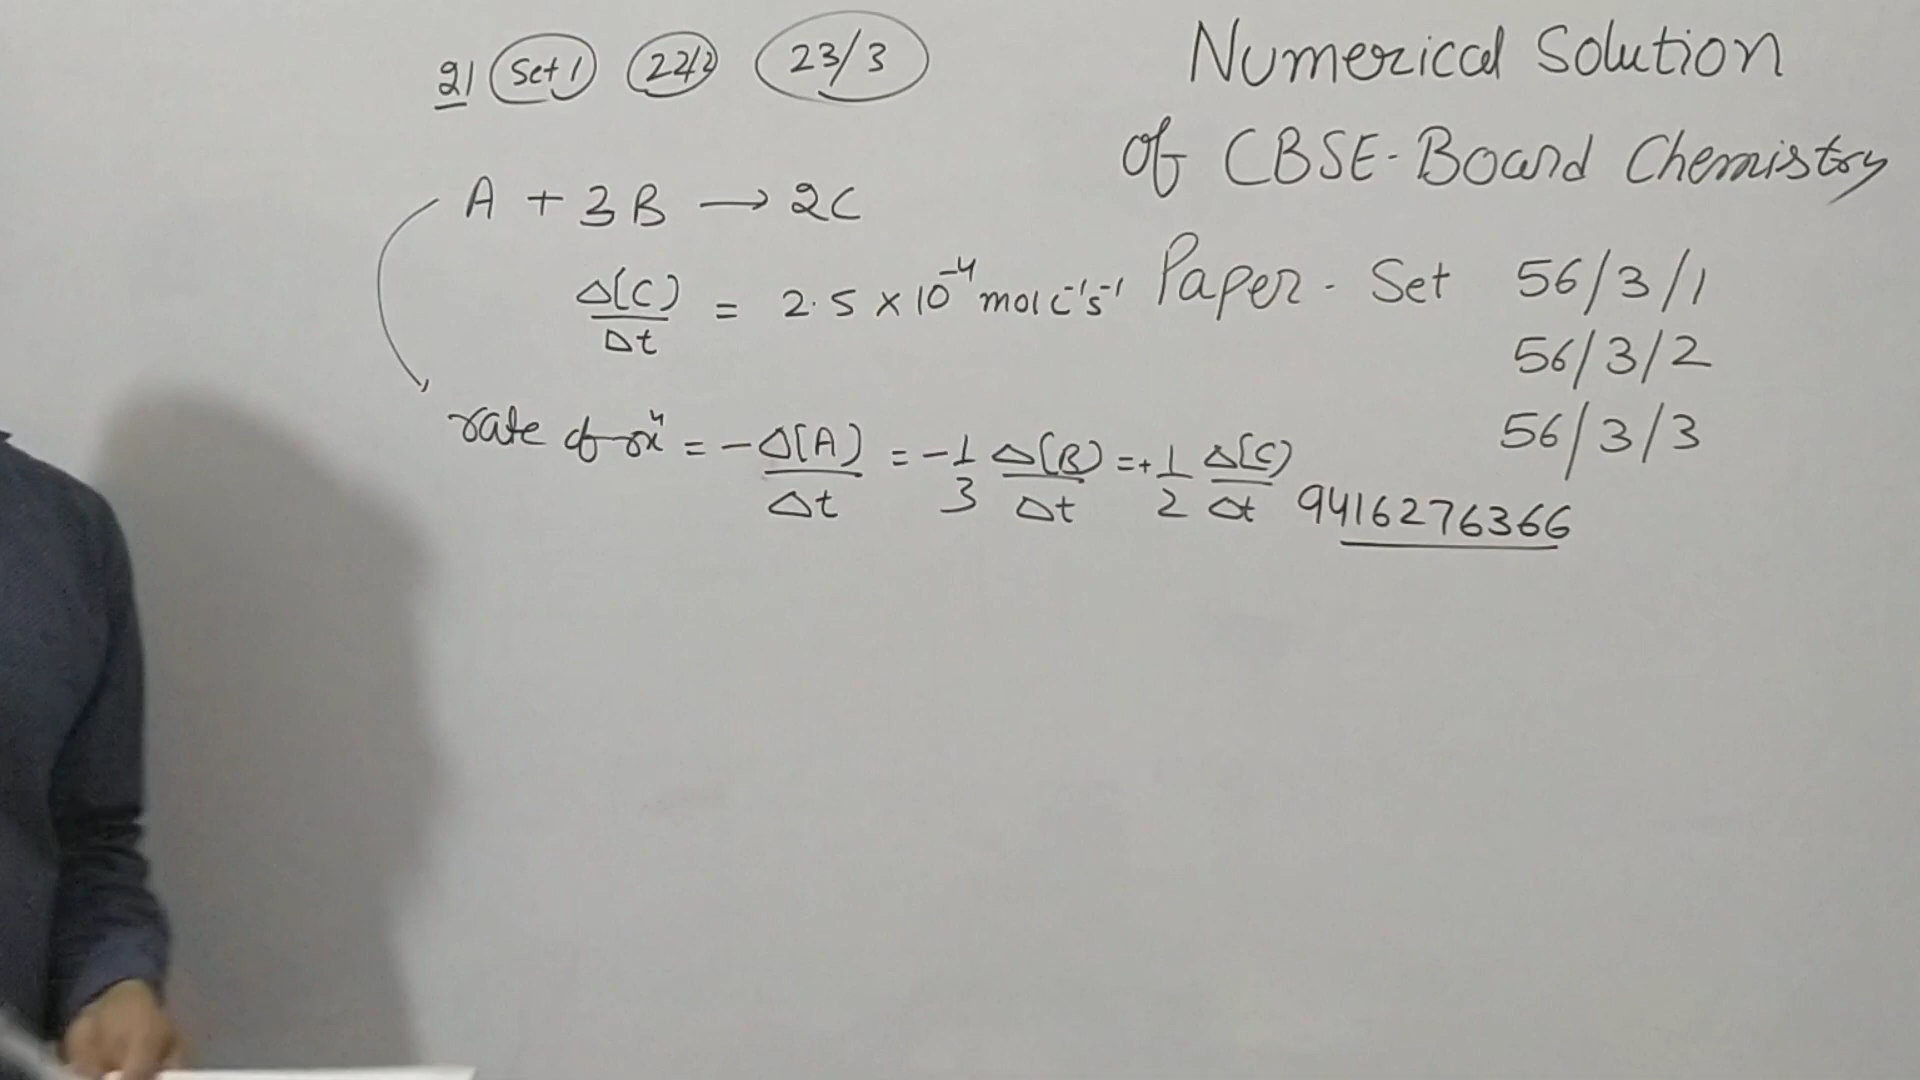 21 Set 1 22/2 23/3
Numerical Solution
of CBSE-Board Chemistry
Paper - Set 56/3/1
56/3/2
56/3/3
9416276366
A + 3B → 2C
Δ[C]/Δt = 2.5 × 10⁻⁴ mol L⁻¹s⁻¹
rate of rxⁿ = -Δ[A]/Δt = -1/3 Δ[B]/Δt = +1/2 Δ[C]/Δt